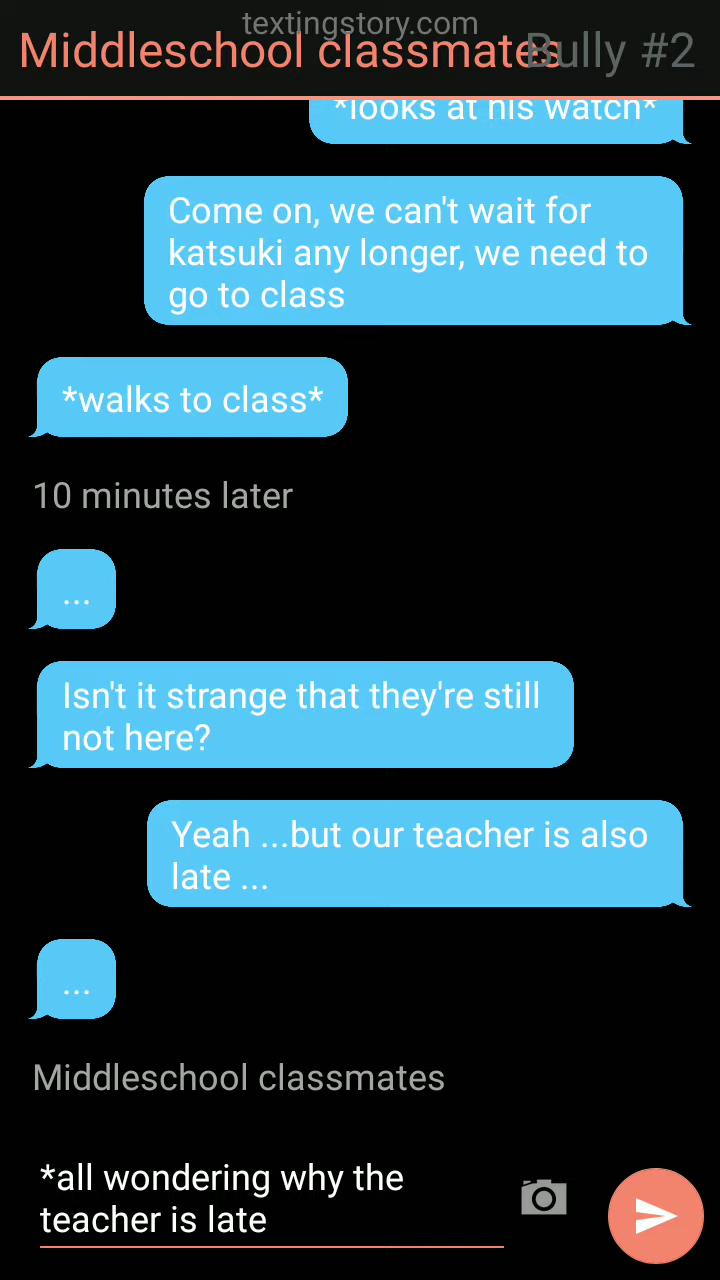 textingstory.com
Middleschool classmates Bully #2
*looks at his watch*
Come on, we can't wait for
katsuki any longer, we need to
go to class
*walks to class*
10 minutes later
...
Isn't it strange that they're still
not here?
Yeah ...but our teacher is also
late ...
...
Middleschool classmates
*all wondering why the
teacher is late